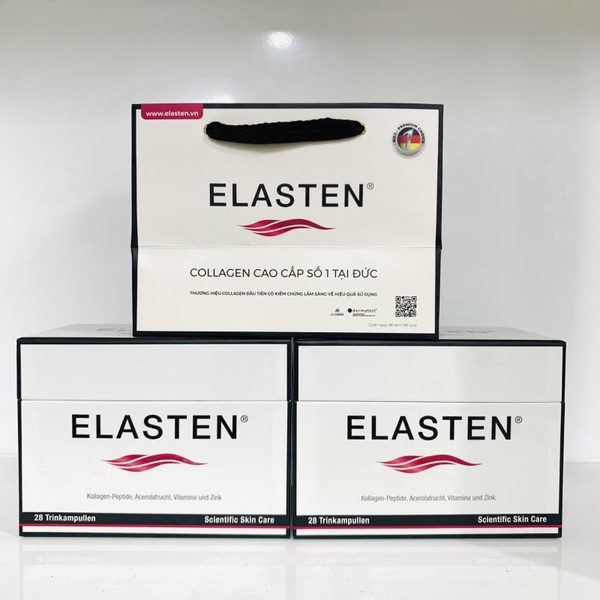 www.elasten.vn
ELASTEN®
COLLAGEN CAO CẤP SỐ 1 TẠI ĐỨC
THƯƠNG HIỆU COLLAGEN ĐẦU TIÊN CÓ KIỂM CHỨNG LÂM SÀNG VỀ HIỆU QUẢ SỬ DỤNG
dermatest®
ELASTEN®
Kollagen-Peptide, Acerolafrucht, Vitamine und Zink
28 Trinkampullen
Scientific Skin Care
ELASTEN®
Kollagen-Peptide, Acerolafrucht, Vitamine und Zink
28 Trinkampullen
Scientific Skin Care